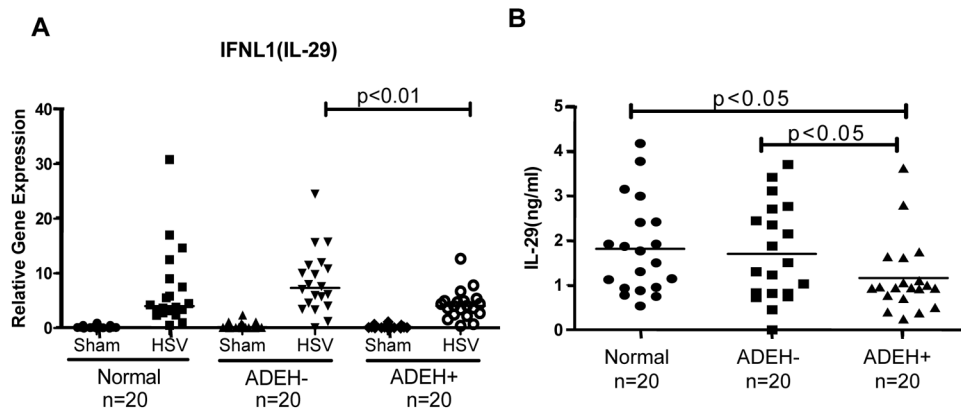 A
IFNL1(IL-29)
p<0.01
Relative Gene Expression
40
30
20
10
0
Sham HSV Sham HSV Sham HSV
Normal ADEH- ADEH+
n=20 n=20 n=20
B
p<0.05
p<0.05
IL-29(ng/ml)
5
4
3
2
1
0
Normal ADEH- ADEH+
n=20 n=20 n=20